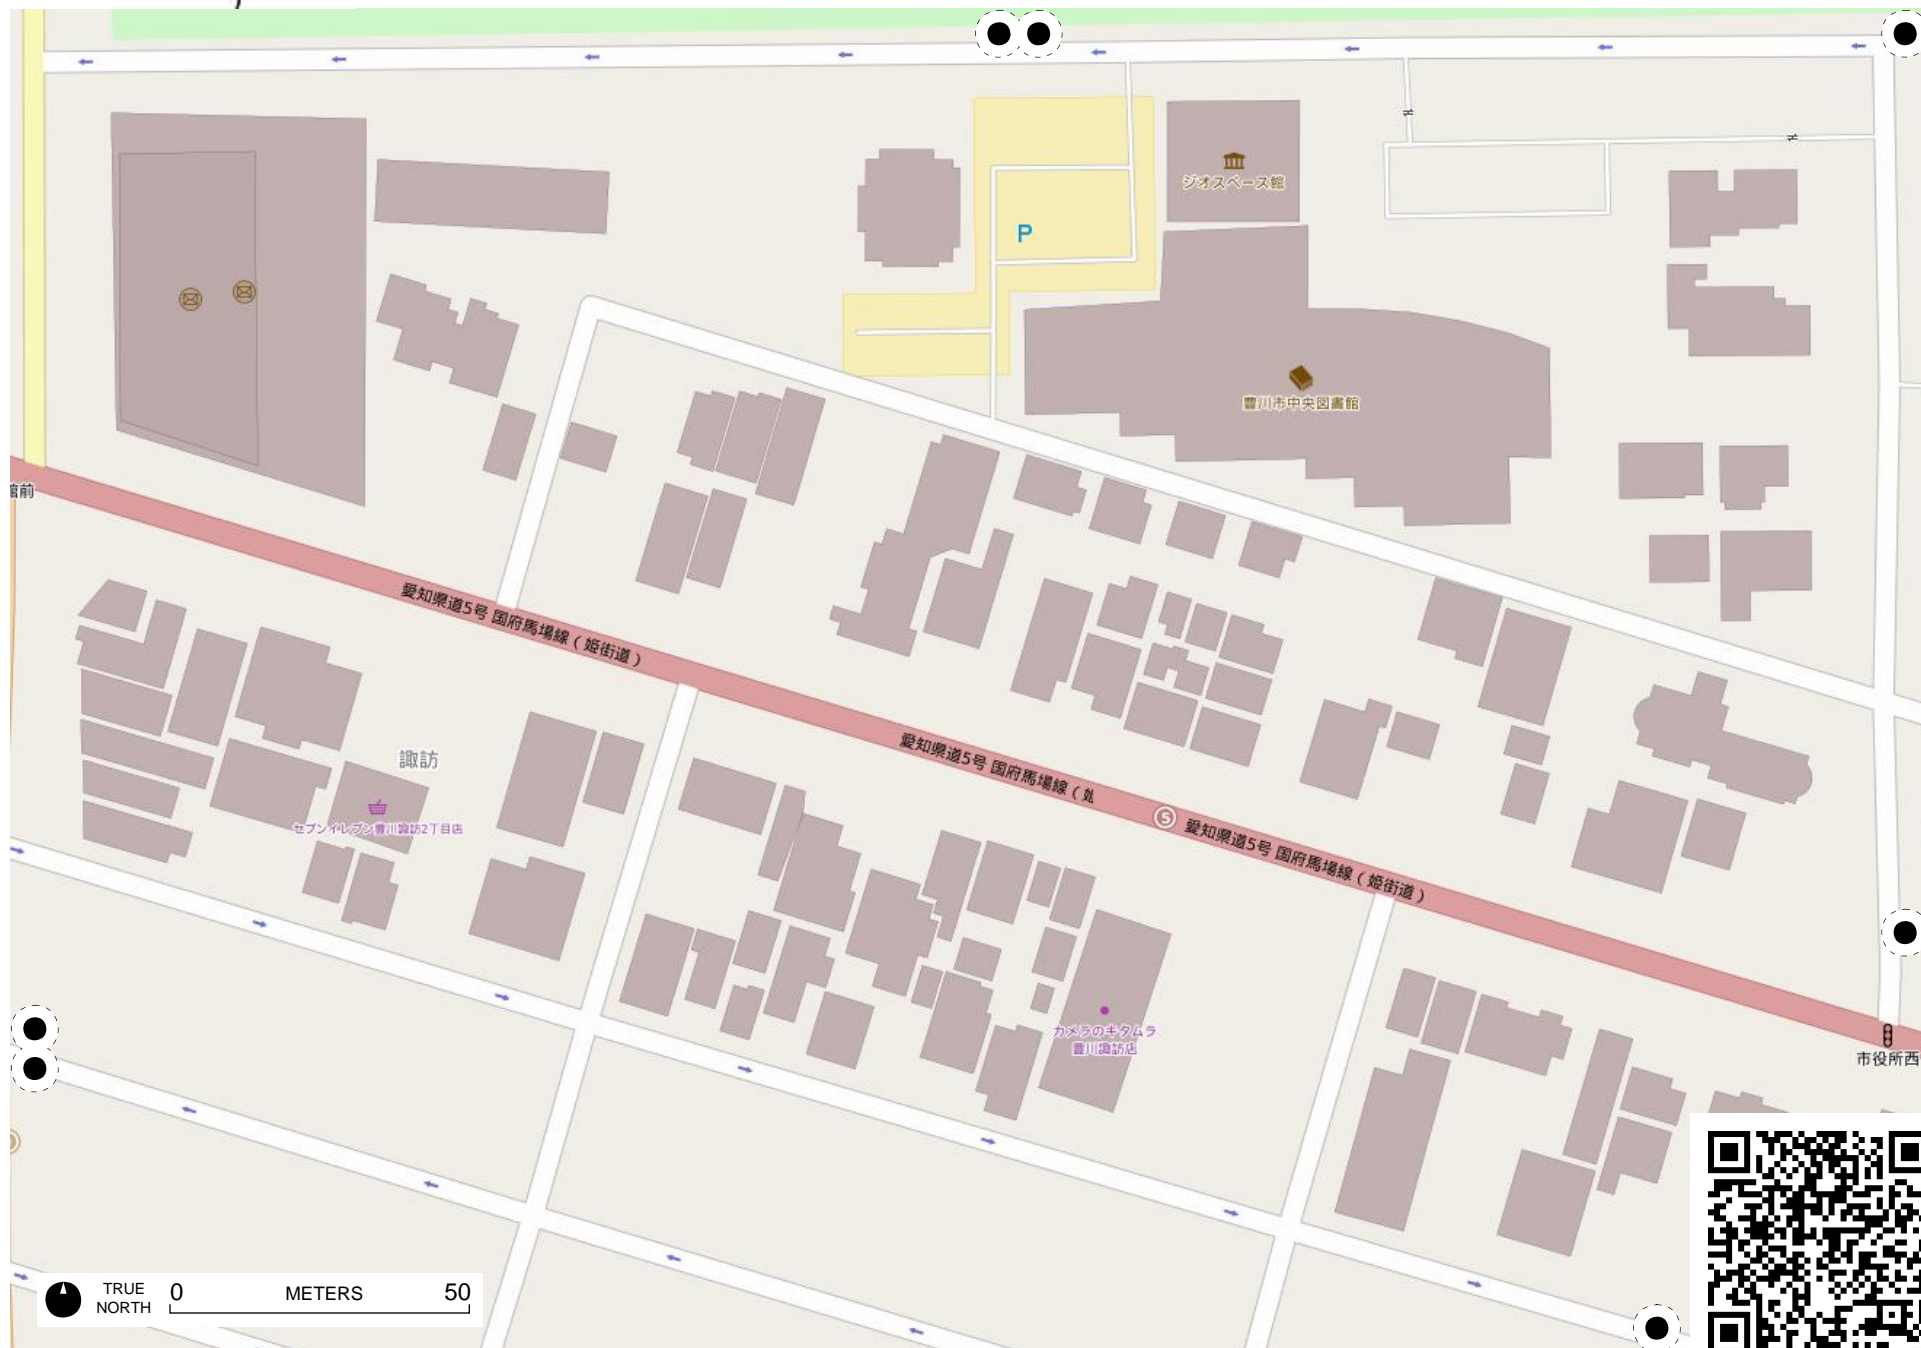 ジオスペース館
P
豊川市中央図書館
館前
愛知県道5号 国府馬場線 ( 姫街道 )
諏訪
愛知県道5号 国府馬場線 (
5
愛知県道5号 国府馬場線 ( 姫街道 )
セブンイレブン豊川諏訪2丁目店
カメラのキタムラ
豊川諏訪店
市役所西
TRUE
NORTH
0 METERS 50